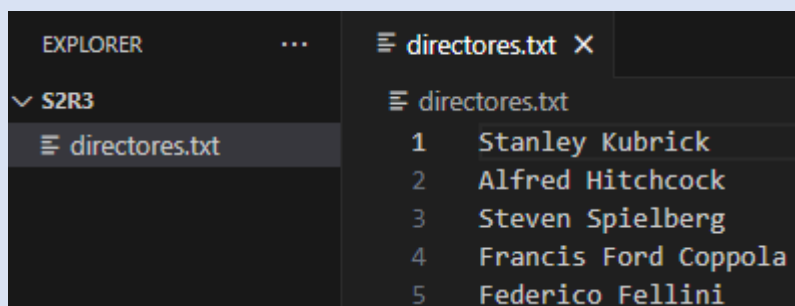 EXPLORER ...
S2R3
directores.txt
directores.txt
directores.txt
1 Stanley Kubrick
2 Alfred Hitchcock
3 Steven Spielberg
4 Francis Ford Coppola
5 Federico Fellini